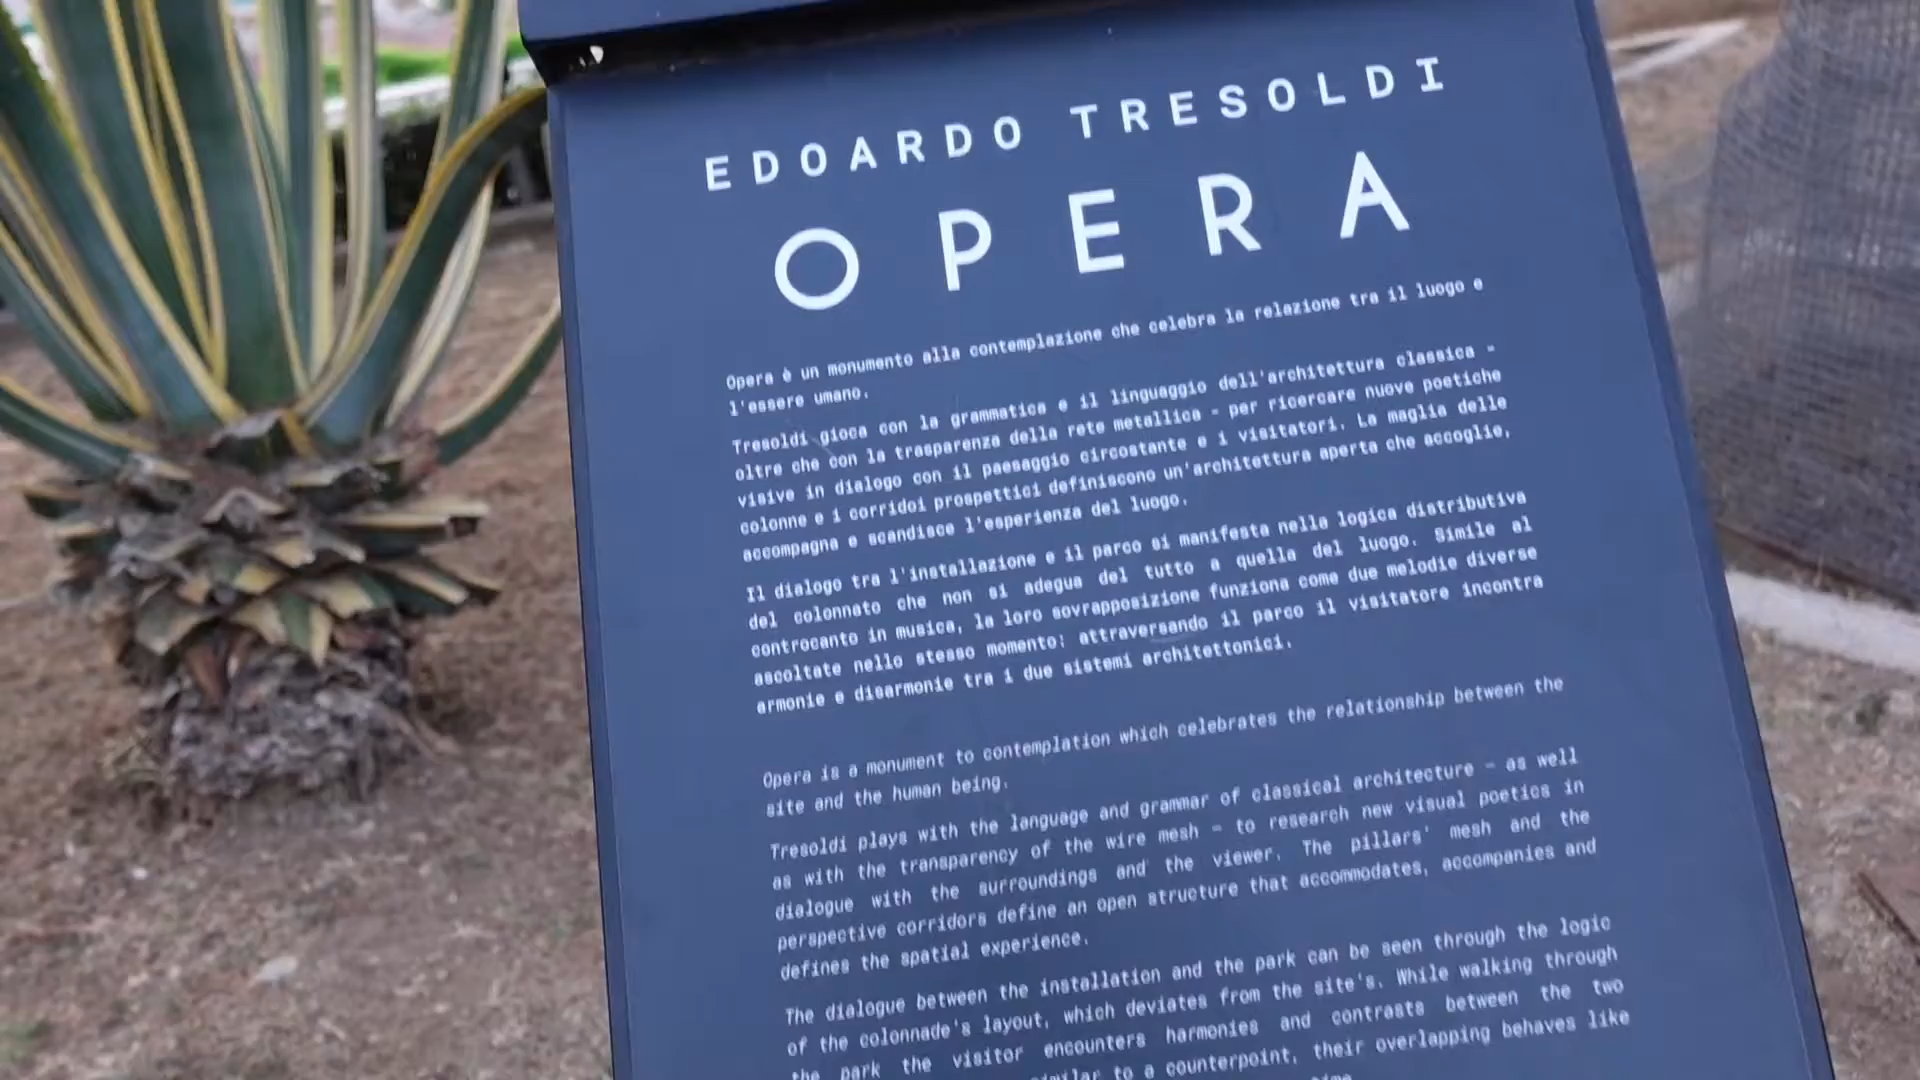 EDOARDO TRESOLDI
OPERA
Opera è un monumento alla contemplazione che celebra la relazione tra il luogo e
l'essere umano.
Tresoldi gioca con la grammatica e il linguaggio dell'architettura classica -
oltre che con la trasparenza della rete metallica - per ricercare nuove poetiche
visive in dialogo con il paesaggio circostante e i visitatori. La maglia delle
colonne e i corridoi prospettici definiscono un'architettura aperta che accoglie,
accompagna e scandisce l'esperienza del luogo.
Il dialogo tra l'installazione e il parco si manifesta nella logica distributiva
del colonnato che non si adegua del tutto a quella del luogo. Simile al
controcanto in musica, la loro sovrapposizione funziona come due melodie diverse
ascoltate nello stesso momento; attraversando il parco il visitatore incontra
armonie e disarmonie tra i due sistemi architettonici.
Opera is a monument to contemplation which celebrates the relationship between the
site and the human being.
Tresoldi plays with the language and grammar of classical architecture - as well
as with the transparency of the wire mesh - to research new visual poetics in
dialogue with the surroundings and the viewer. The pillars' mesh and the
perspective corridors define an open structure that accommodates, accompanies and
defines the spatial experience.
The dialogue between the installation and the park can be seen through the logic
of the colonnade's layout, which deviates from the site's. While walking through
the park the visitor encounters harmonies and contrasts between the two
similar to a counterpoint, their overlapping behaves like
time